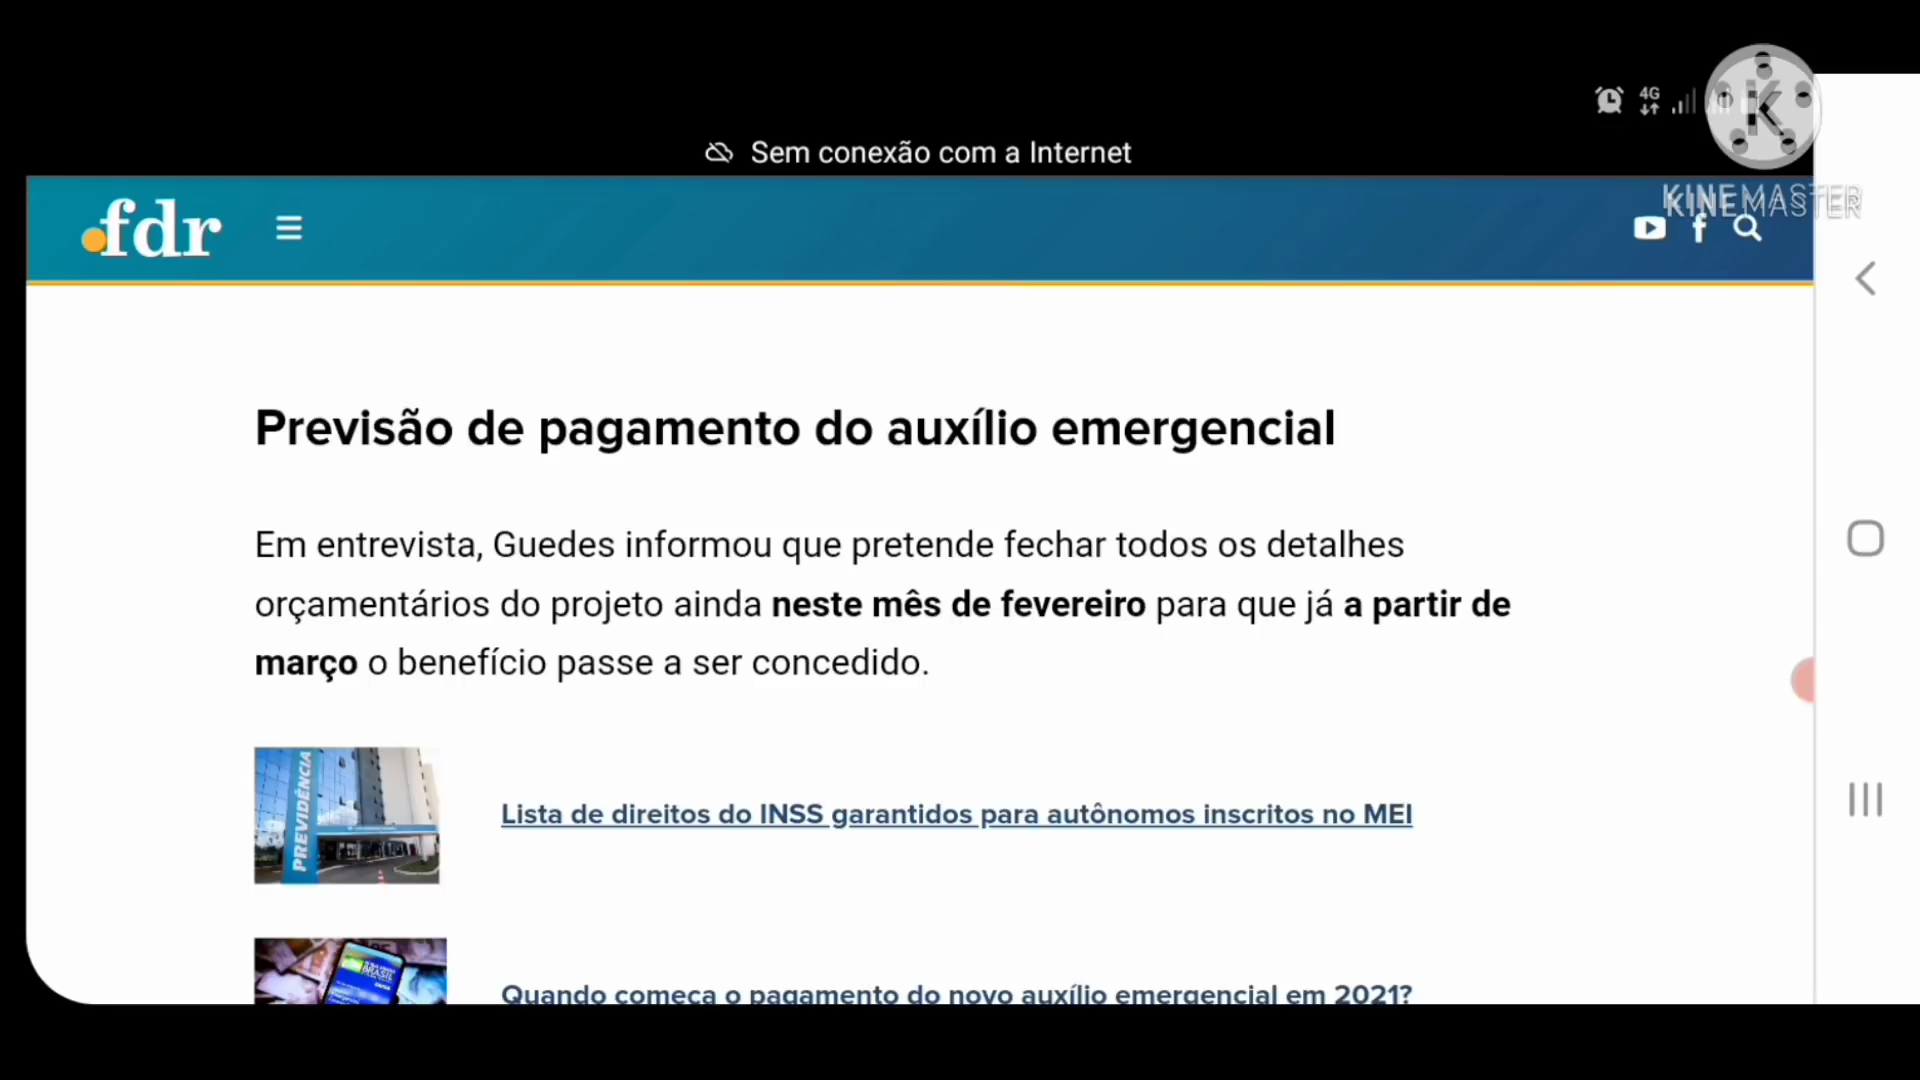 4G
K
Sem conexão com a Internet
KINEMASTER
fdr
Previsão de pagamento do auxílio emergencial
Em entrevista, Guedes informou que pretende fechar todos os detalhes
orçamentários do projeto ainda neste mês de fevereiro para que já a partir de
março o benefício passe a ser concedido.
PREVIDÊNCIA
Lista de direitos do INSS garantidos para autônomos inscritos no MEI
BRASIL
Quando começa o pagamento do novo auxílio emergencial em 2021?